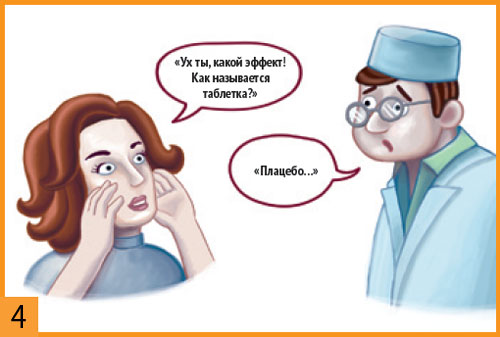 «Ух ты, какой эффект!
Как называется
таблетка?»
«Плацебо...»
4